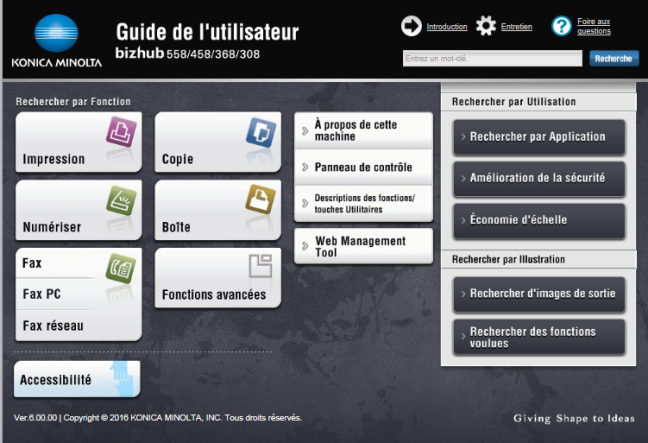 KONICA MINOLTA
Guide de l'utilisateur
bizhub 558/458/368/308
Introduction
Entretien
Foire aux
questions
Entrez un mot-clé.
Recherche
Rechercher par Fonction
Impression
Copie
Numériser
Boîte
Fax
Fax PC
Fax réseau
Fonctions avancées
Accessibilité
À propos de cette
machine
Panneau de contrôle
Descriptions des fonctions/
touches Utilitaires
Web Management
Tool
Rechercher par Utilisation
Rechercher par Application
Amélioration de la sécurité
Économie d'échelle
Rechercher par Illustration
Rechercher d'images de sortie
Rechercher des fonctions
voulues
Ver.6.00.00 | Copyright © 2016 KONICA MINOLTA, INC. Tous droits réservés.
Giving Shape to Ideas